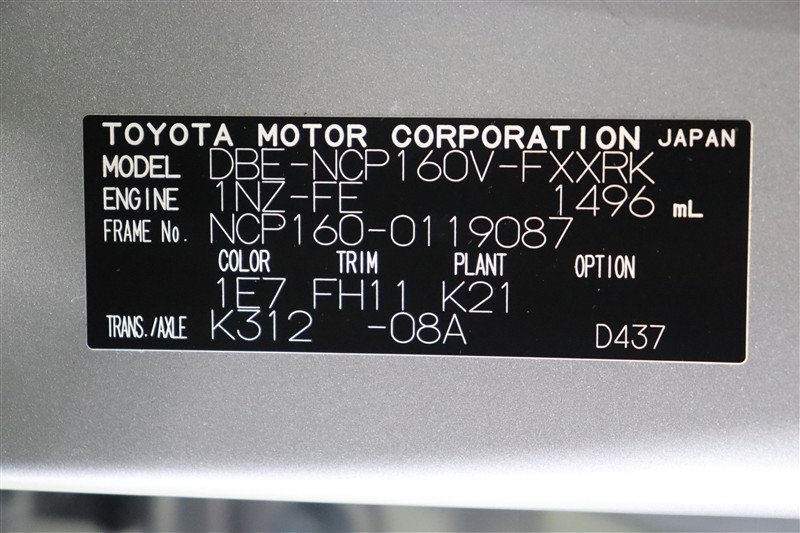 TOYOTA MOTOR CORPORATION JAPAN
MODEL DBE-NCP160V-FXXRK
ENGINE 1NZ-FE 1496 mL
FRAME No. NCP160-0119087
COLOR TRIM PLANT OPTION
1E7 FH11 K21
TRANS./AXLE K312 -08A D437